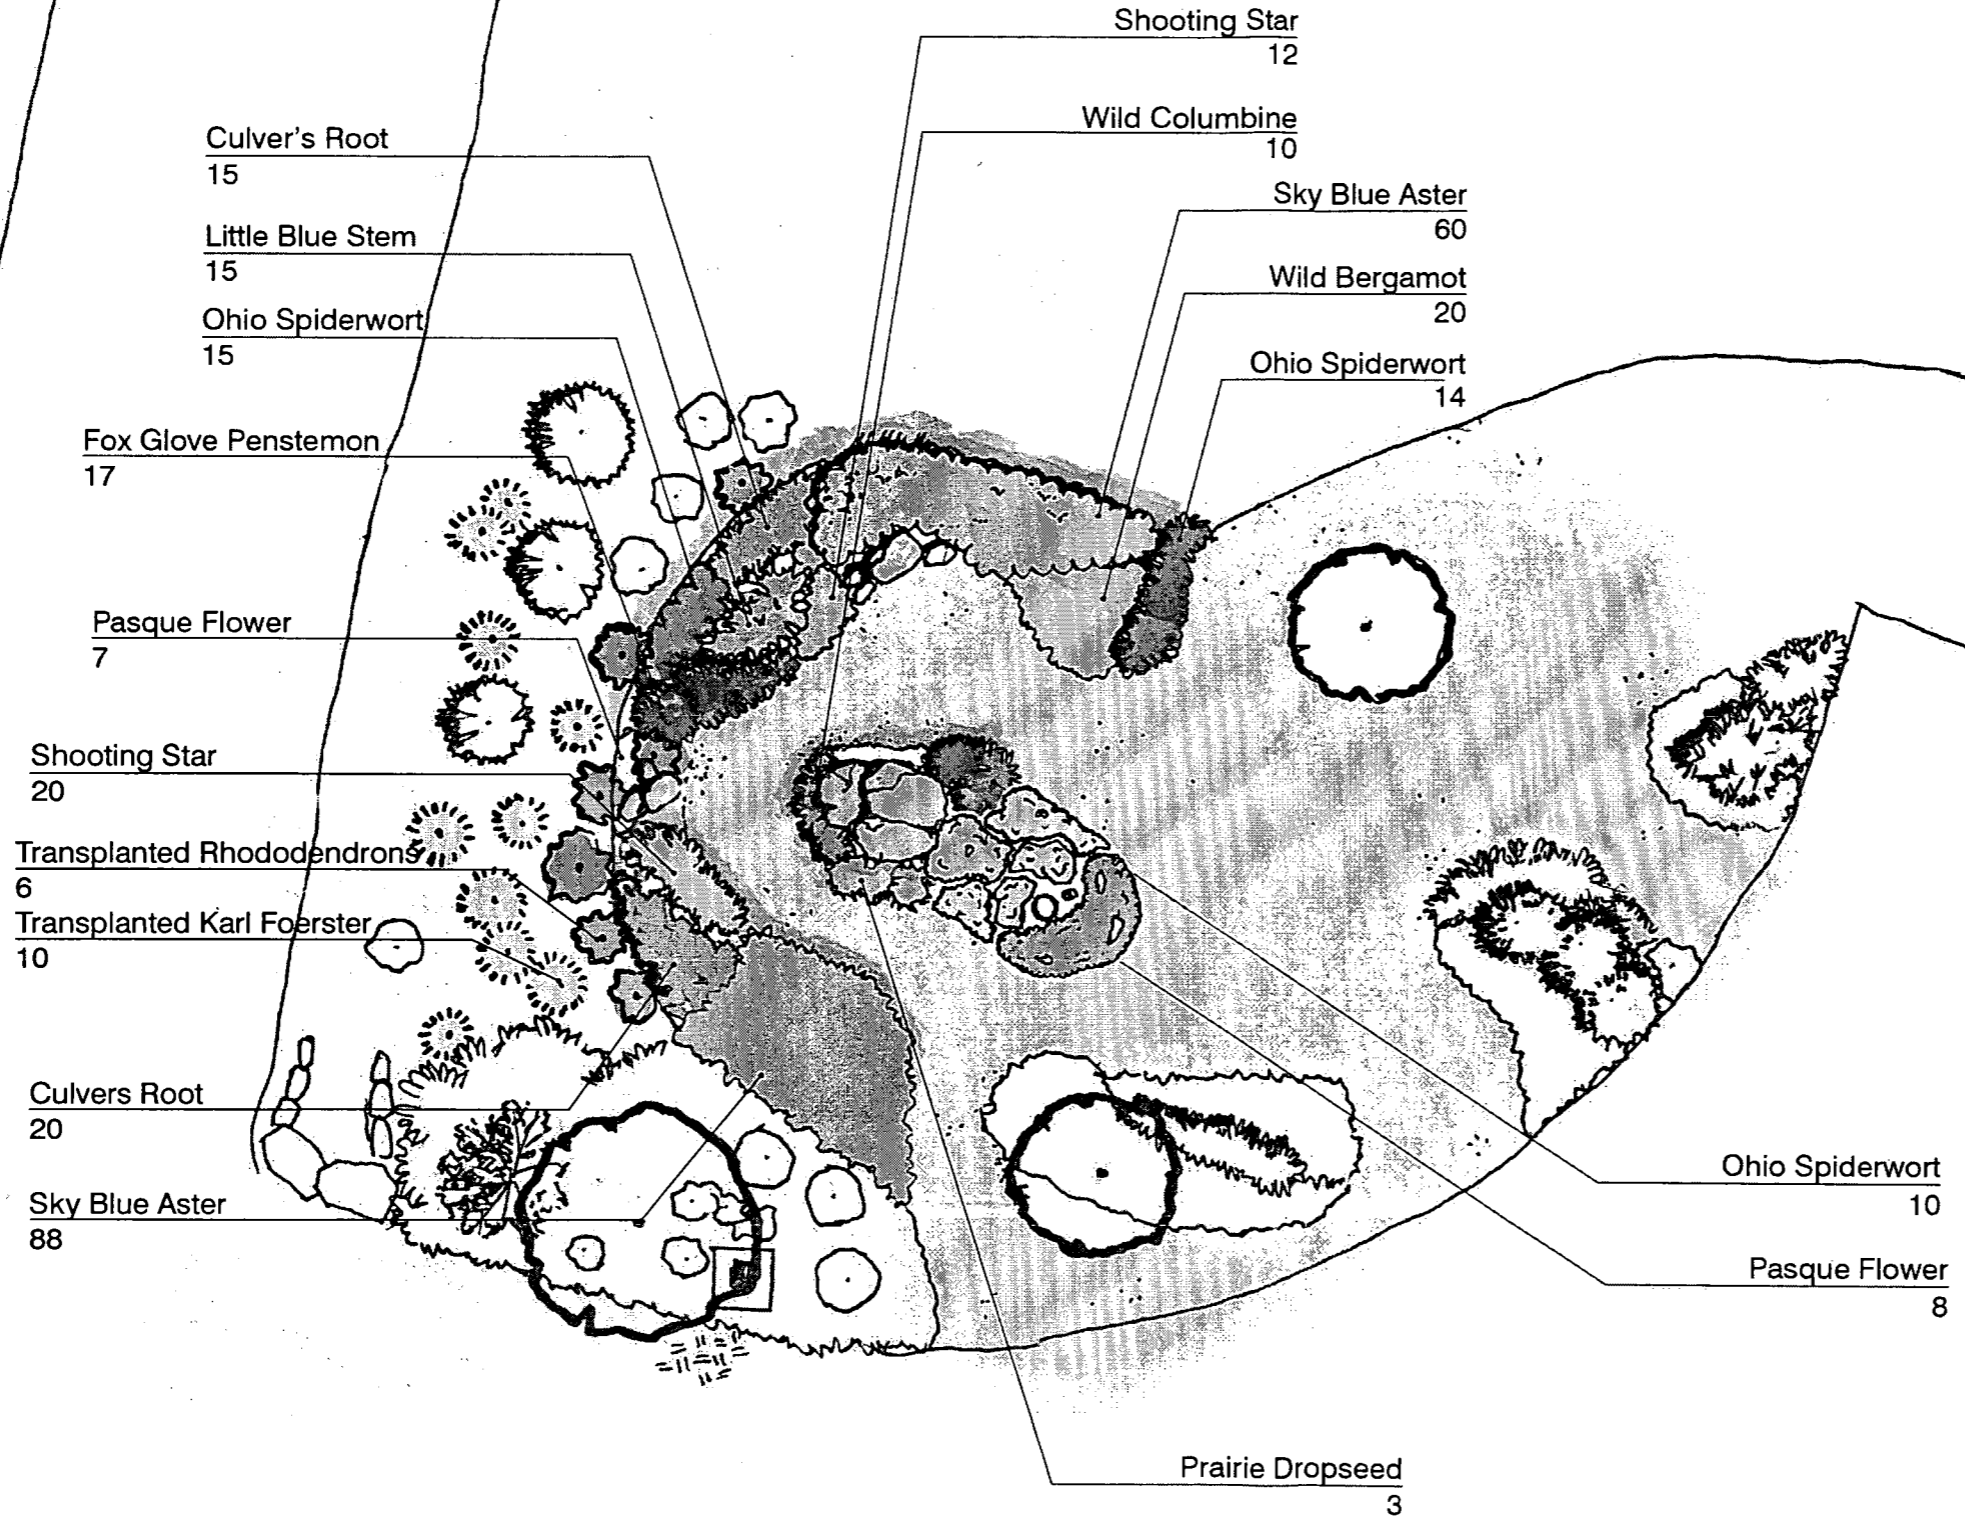 Shooting Star
12
Wild Columbine
10
Culver's Root
15
Sky Blue Aster
60
Little Blue Stem
15
Wild Bergamot
20
Ohio Spiderwort
15
Ohio Spiderwort
14
Fox Glove Penstemon
17
Pasque Flower
7
Shooting Star
20
Transplanted Rhododendrons
6
Transplanted Karl Foerster
10
Culvers Root
20
Sky Blue Aster
88
Ohio Spiderwort
10
Pasque Flower
8
Prairie Dropseed
3